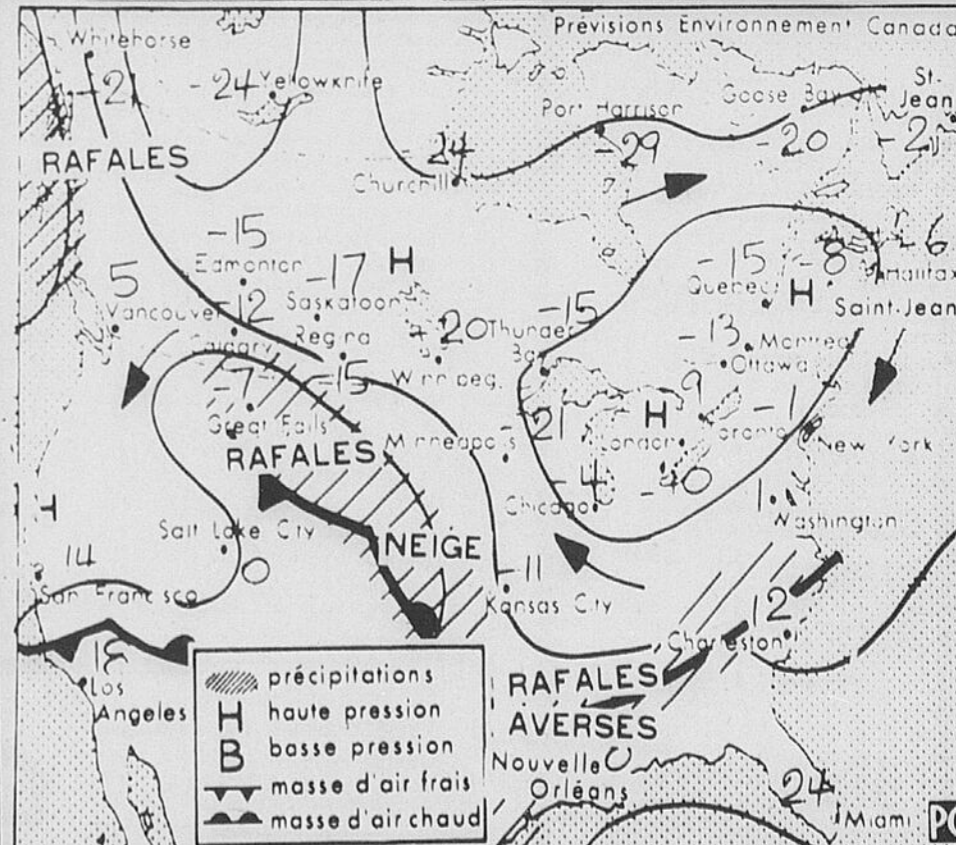 Prévisions Environnement Canada
Whitehorse
-21
-24 Yellowknife
Port Harrison
Goose Bay
St-
Jean
RAFALES
-24
-29
-20
-2
Churchill
-15
Edmonton
-17
H
-15
-8
-6
5
Saskatoon
Québec
H
Halifax
Vancouver
-12
-20
Thunder
Bay
-15
Saint-Jean
Calgary
Regina
-13
Montréal
-7
-15
Winnipeg
Ottawa
9
Great Falls
H
-1
RAFALES
Minneapolis
-21
London
Toronto
New York
-4
H
Chicago
1
Salt Lake City
Washington
14
0
NEIGE
-11
San Francisco
Kansas City
12
Charleston
Los
Angeles
précipitations
H haute pression
B basse pression
masse d'air frais
masse d'air chaud
RAFALES
AVERSES
Nouvelle
Orléans
24
Miami